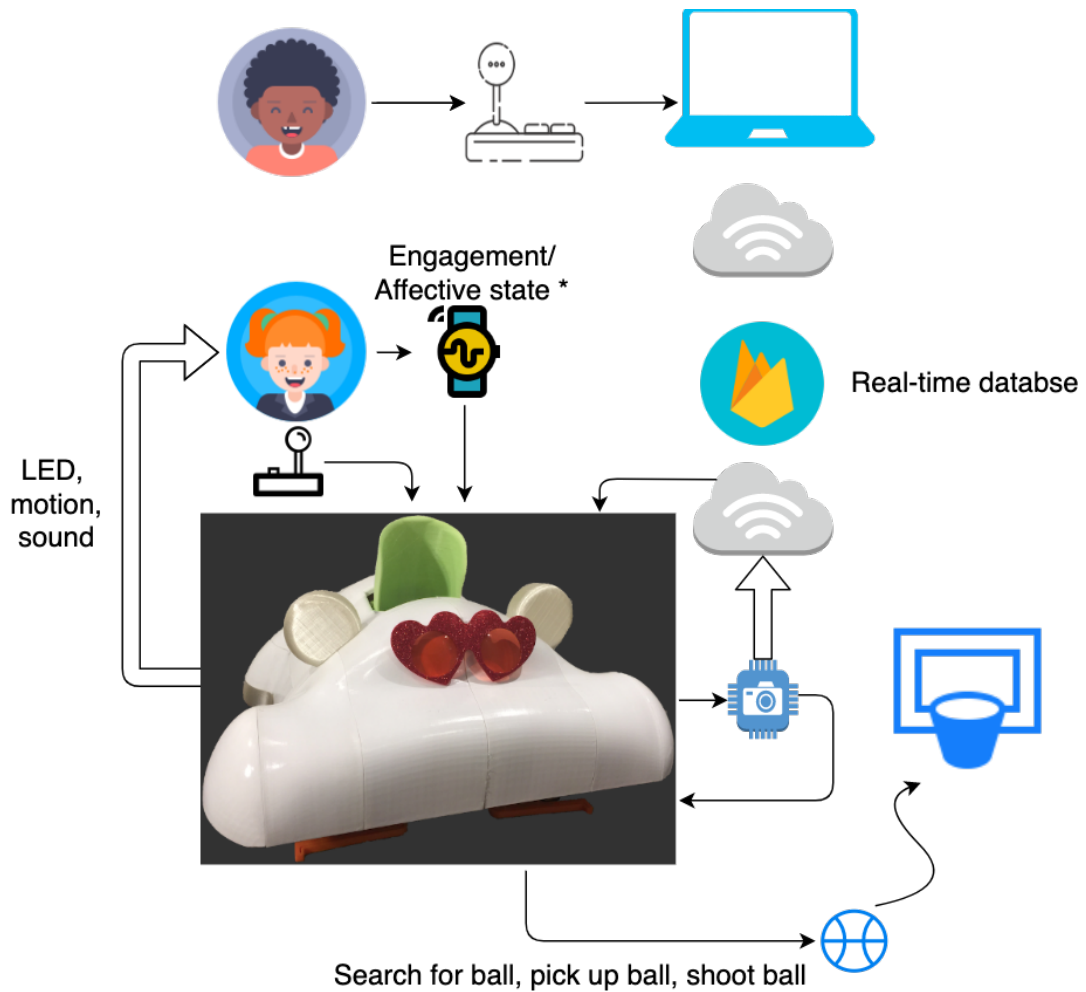 Engagement/
Affective state *
Real-time databse
LED,
motion,
sound
Search for ball, pick up ball, shoot ball